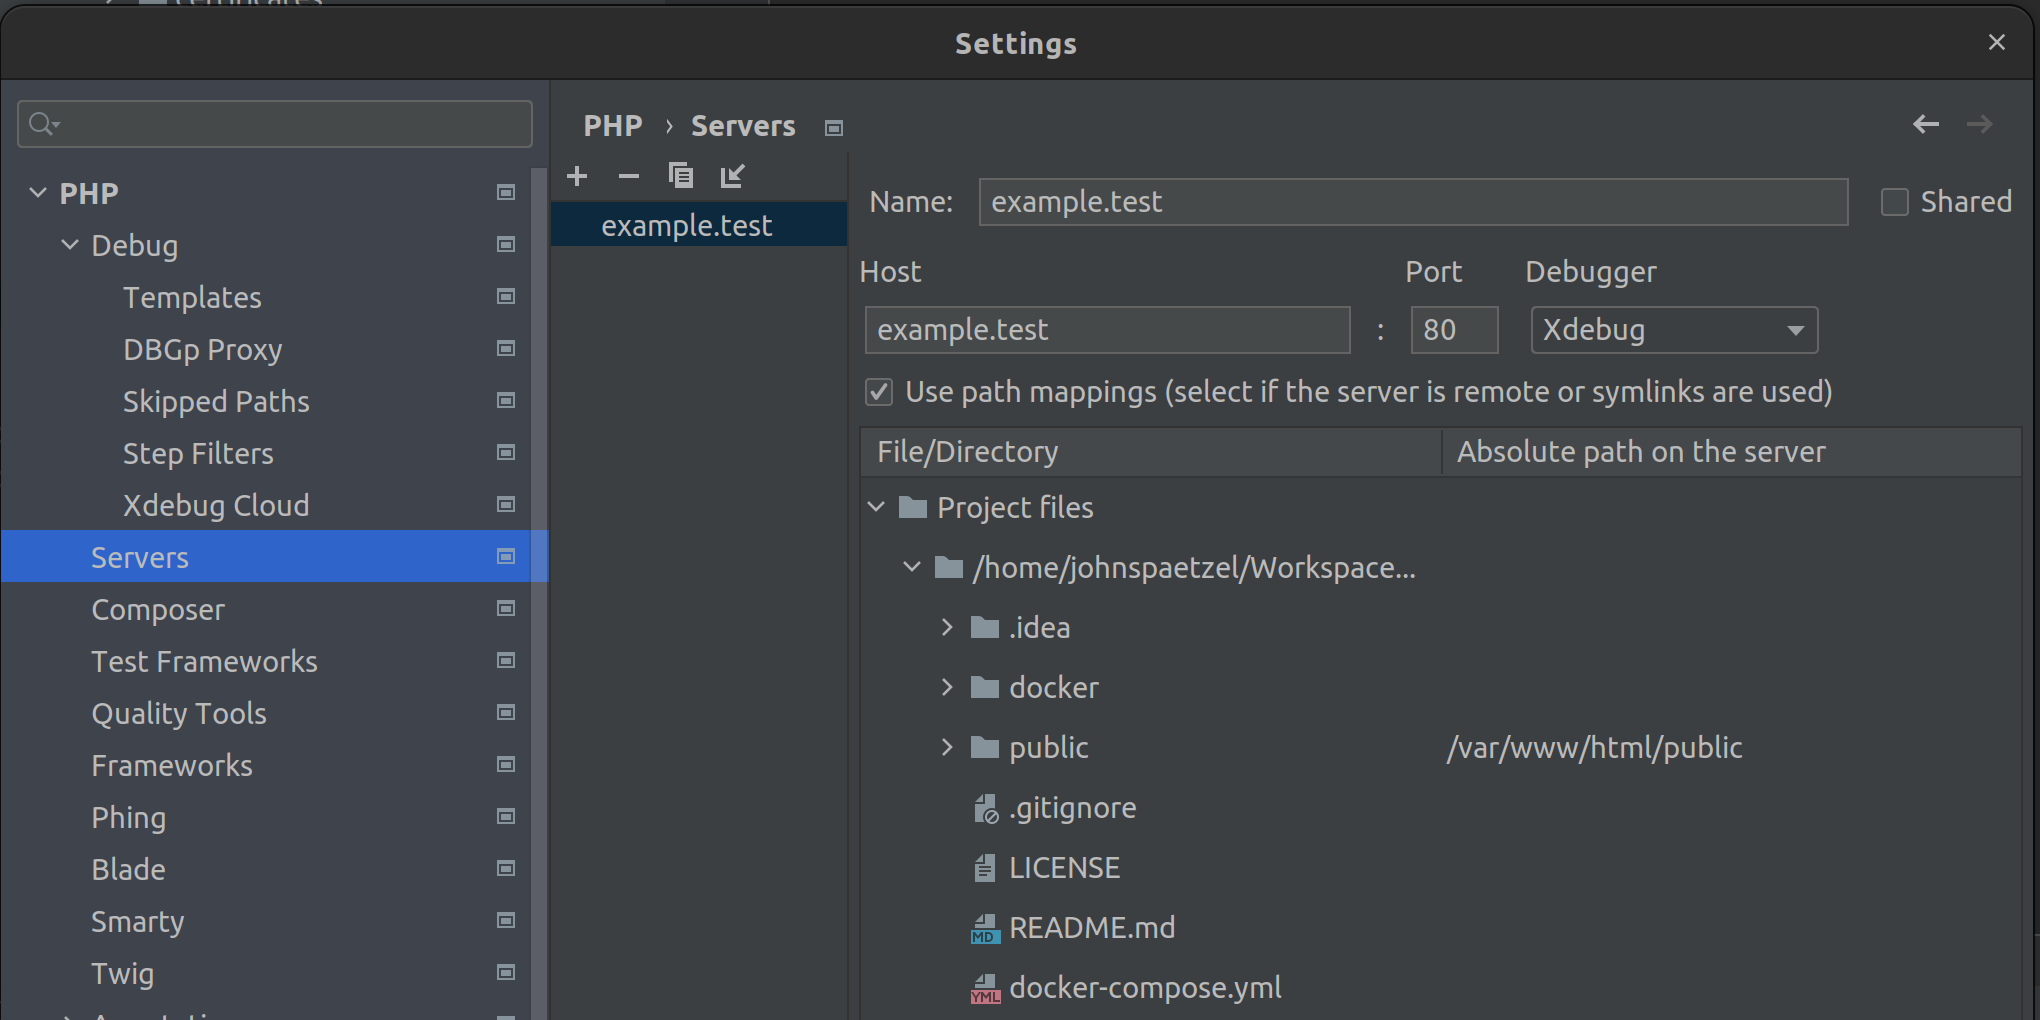 Settings
PHP › Servers
PHP
Debug
Templates
DBGp Proxy
Skipped Paths
Step Filters
Xdebug Cloud
Servers
Composer
Test Frameworks
Quality Tools
Frameworks
Phing
Blade
Smarty
Twig
example.test
Name: example.test Shared
Host Port Debugger
example.test : 80 Xdebug
Use path mappings (select if the server is remote or symlinks are used)
File/Directory Absolute path on the server
Project files
/home/johnspaetzel/Workspace...
.idea
docker
public /var/www/html/public
.gitignore
LICENSE
MD README.md
YML docker-compose.yml